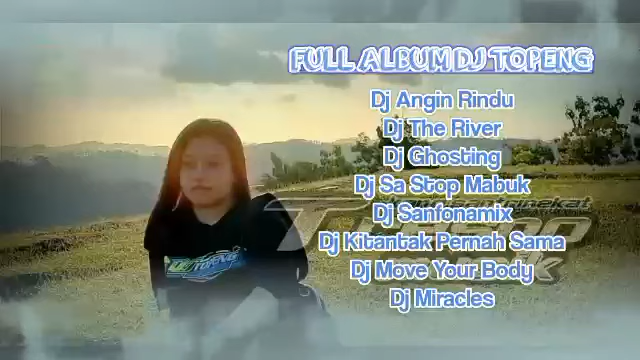 FULL ALBUM DJ TOPENG
Dj Angin Rindu
Dj The River
Dj Ghosting
Dj Sa Stop Mabuk
Dj Sanfonamix
Dj Kitantak Pernah Sama
Dj Move Your Body
Dj Miracles
TOPENG